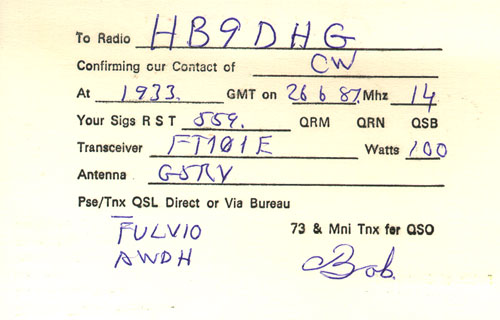 To Radio HB9DHG
Confirming our Contact of CW
At 1933. GMT on 26 6 87. Mhz 14
Your Sigs R S T 559. QRM QRN QSB
Transceiver FT101E Watts 100
Antenna G5RV
Pse/Tnx QSL Direct or Via Bureau
FULVIO 73 & Mni Tnx for QSO
AWDH Bob.